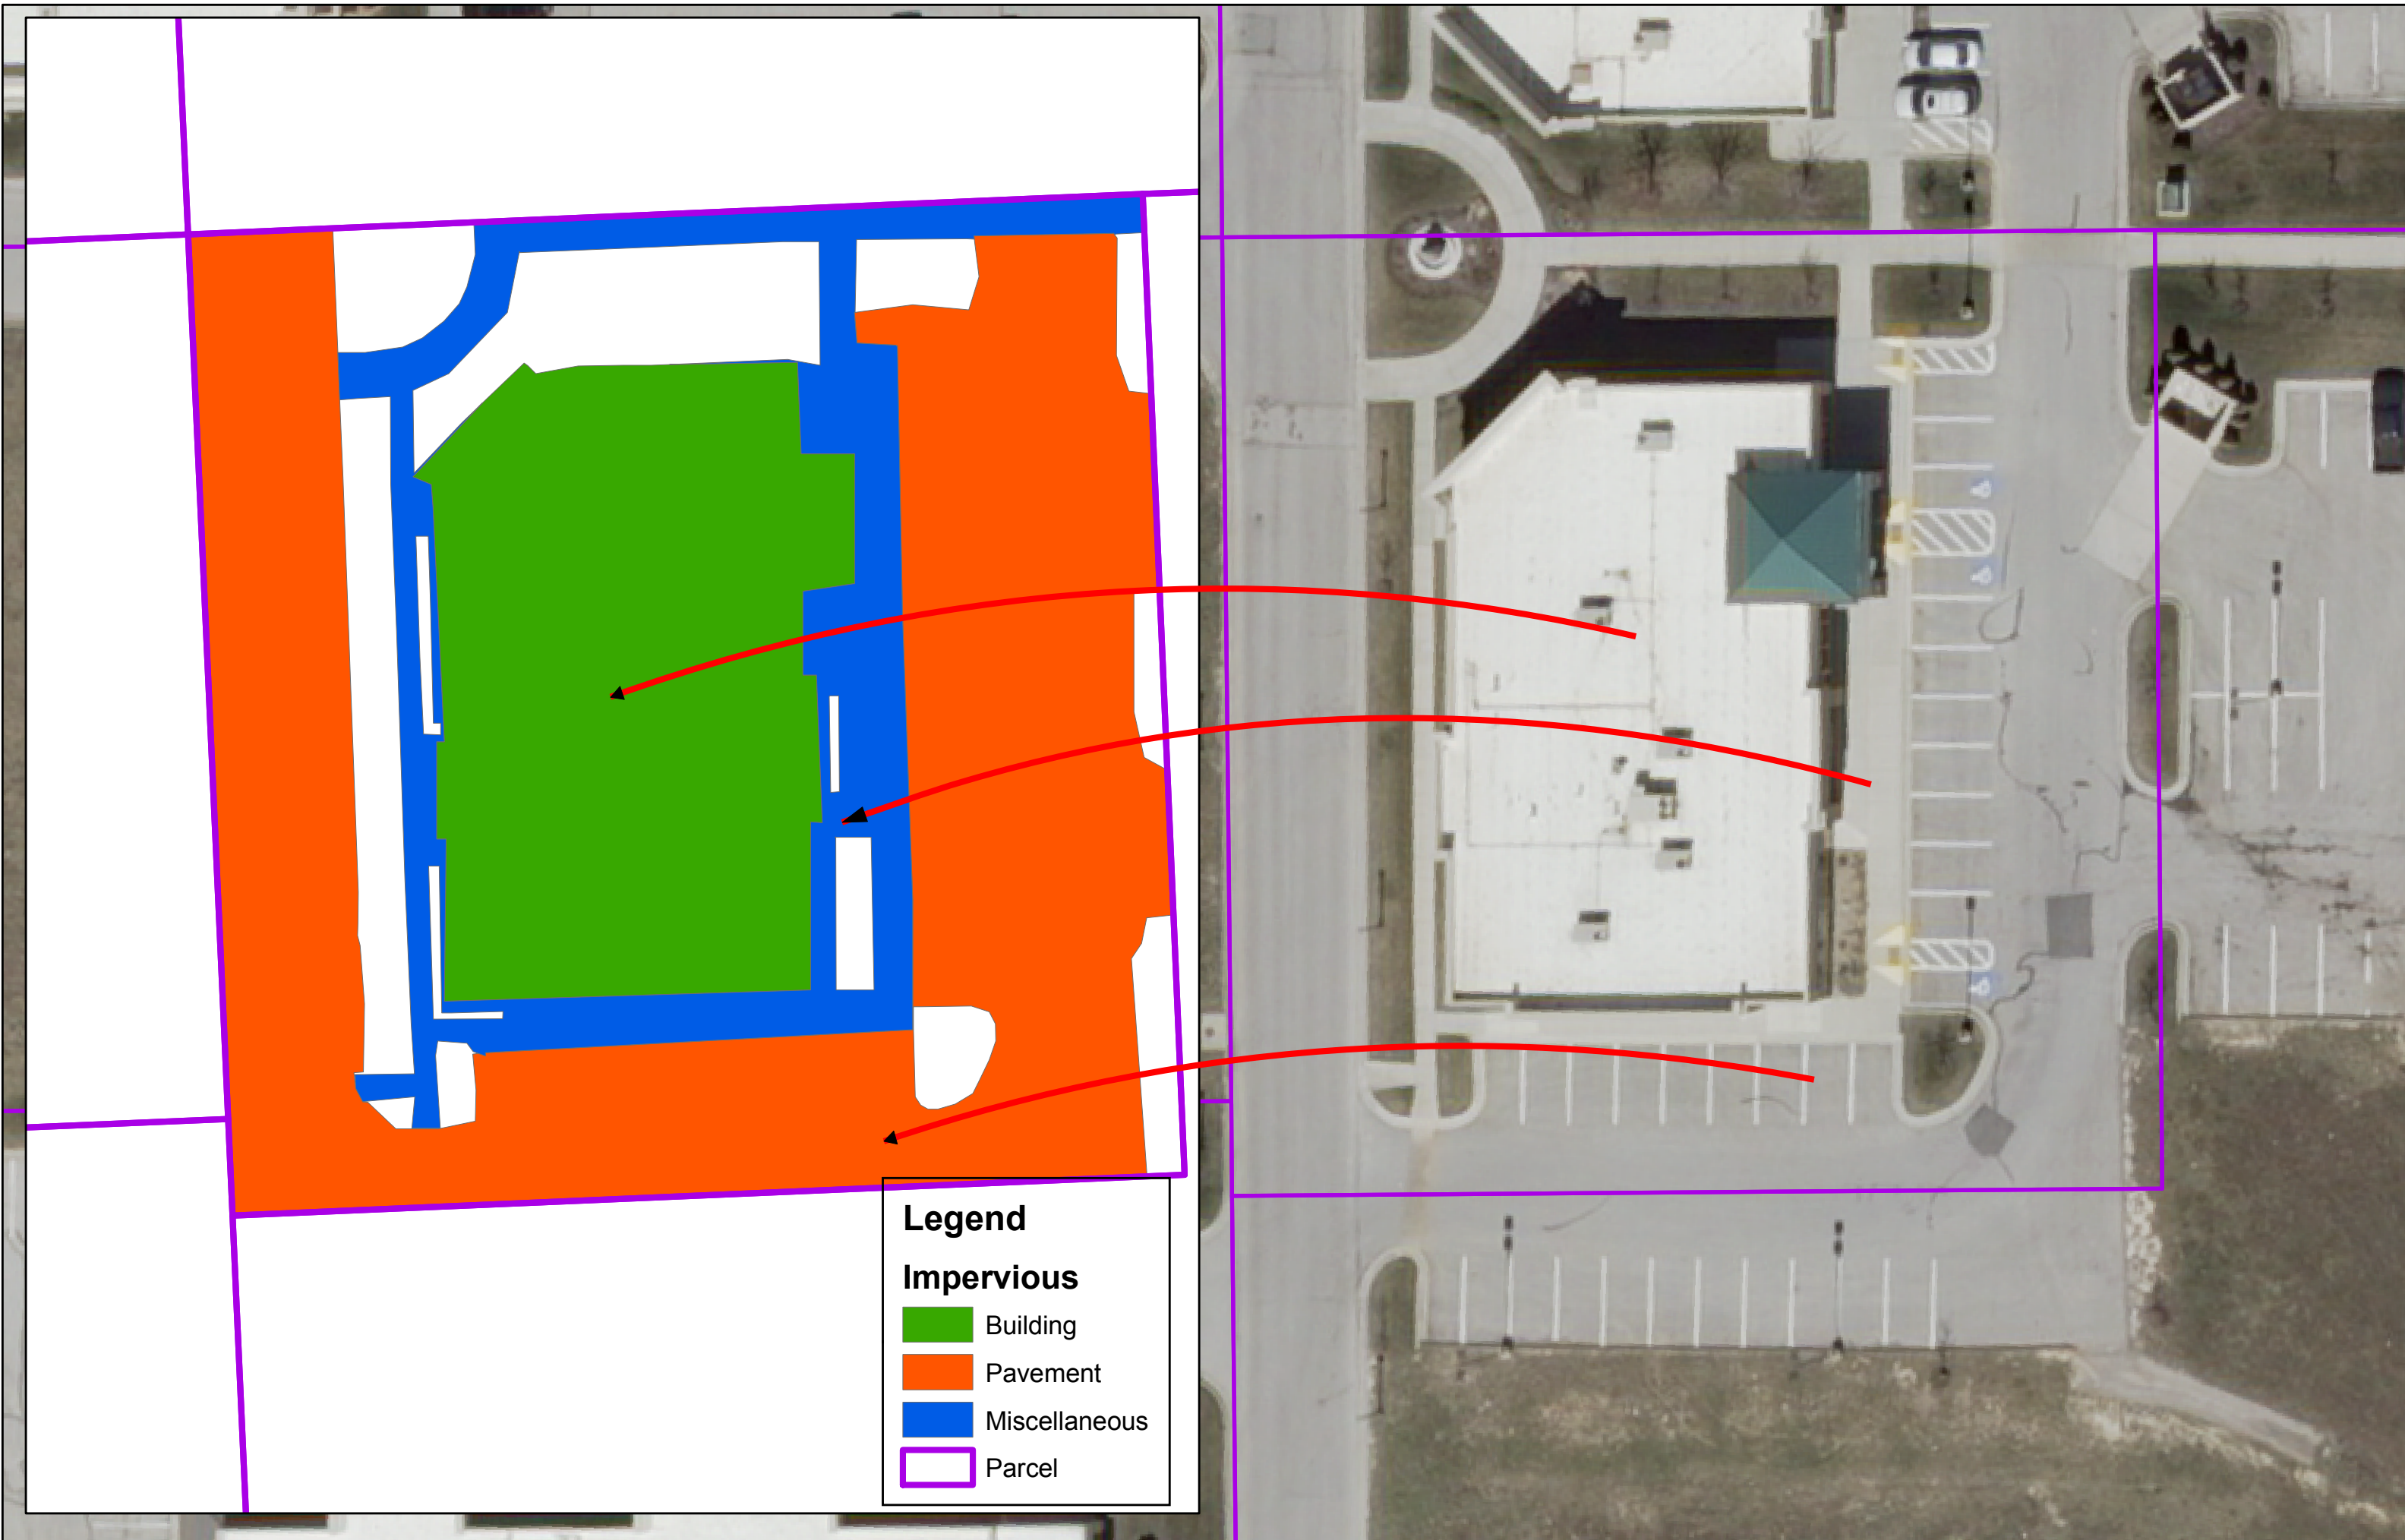 Legend
Impervious
Building
Pavement
Miscellaneous
Parcel